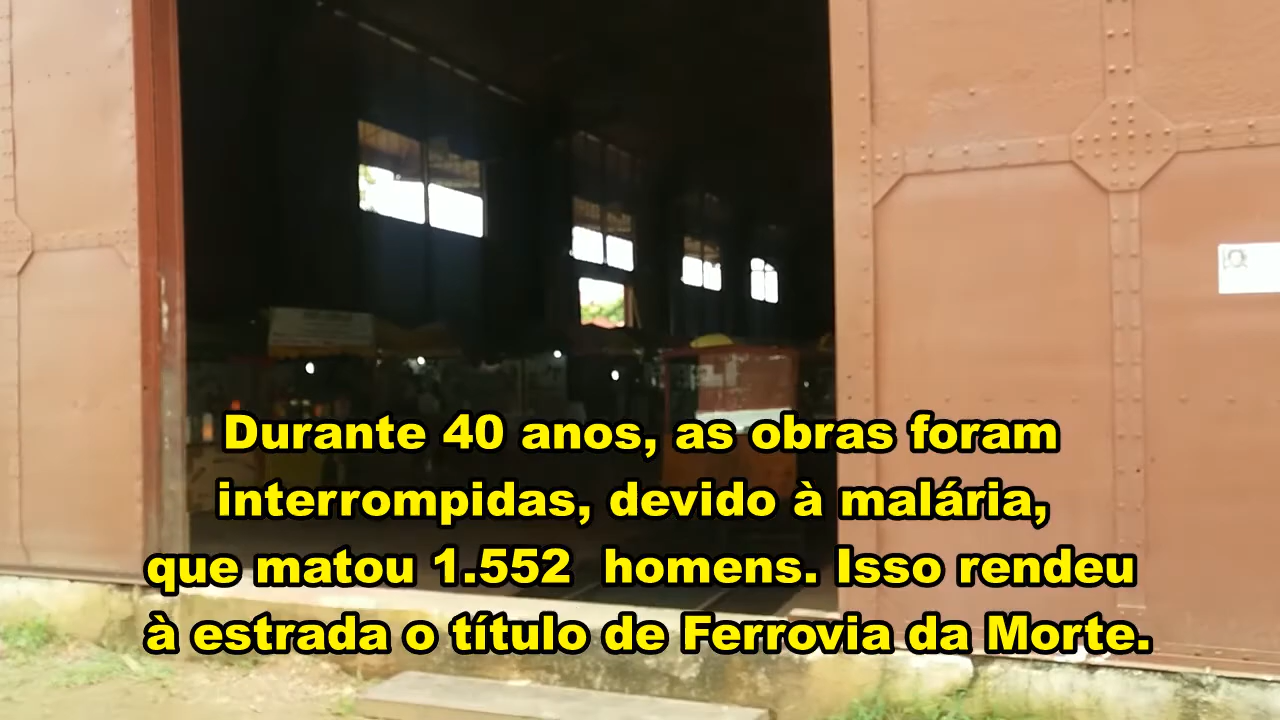 Durante 40 anos, as obras foram
interrompidas, devido à malária,
que matou 1.552  homens. Isso rendeu
à estrada o título de Ferrovia da Morte.